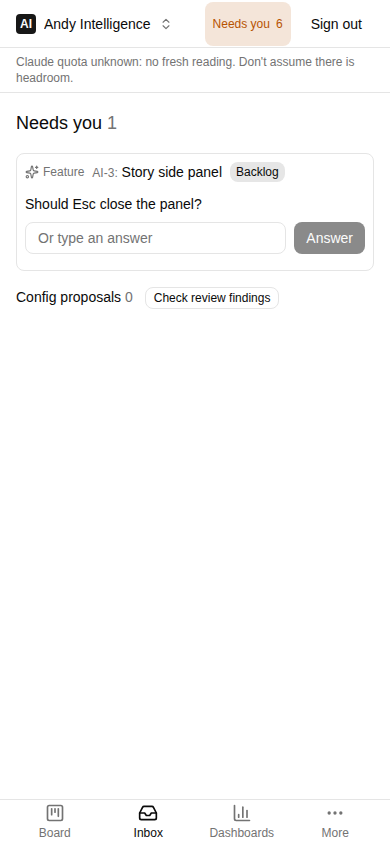 AI Andy Intelligence Needs you 6 Sign out
Claude quota unknown: no fresh reading. Don't assume there is
headroom.
Needs you 1
Feature AI-3: Story side panel Backlog
Should Esc close the panel?
Or type an answer Answer
Config proposals 0 Check review findings
Board Inbox Dashboards More